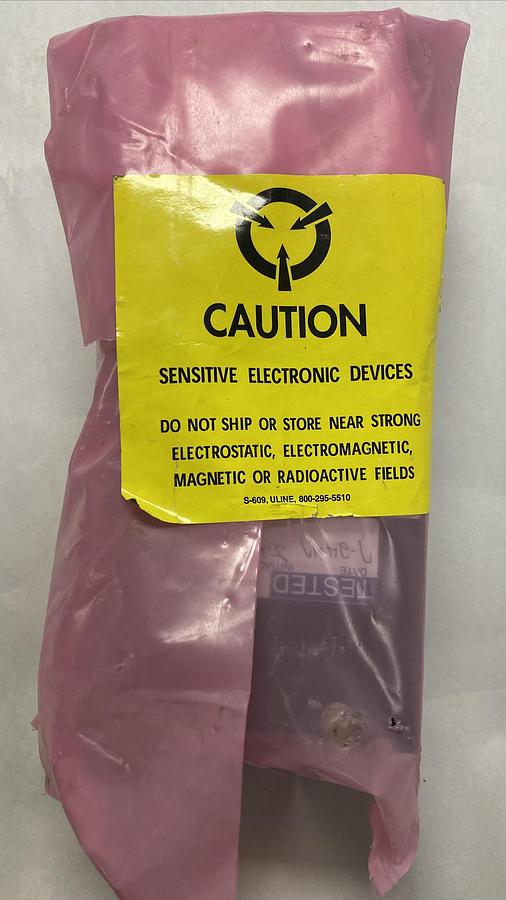 CAUTION
SENSITIVE ELECTRONIC DEVICES
DO NOT SHIP OR STORE NEAR STRONG
ELECTROSTATIC, ELECTROMAGNETIC,
MAGNETIC OR RADIOACTIVE FIELDS
S-609, ULINE, 800-295-5510
DATE
TESTED